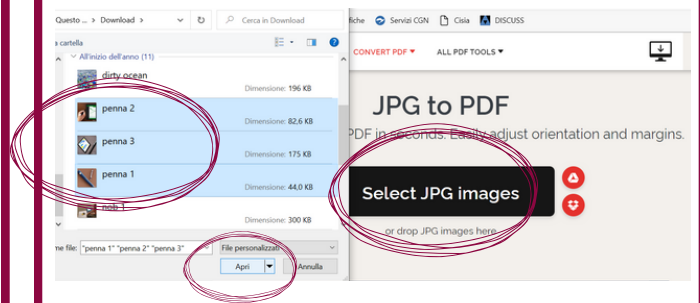 Questo ... > Download >
Cerca in Download
cartella
All'inizio dell'anno (11)
dirty ocean
Dimensione: 196 KB
penna 2
Dimensione: 82,6 KB
penna 3
Dimensione: 175 KB
penna 1
Dimensione: 44,0 KB
Dimensione: 300 KB
me file: "penna 1" "penna 2" "penna 3"
File personalizzati
Apri
Annulla
fiche
Servizi CGN
Cisia
DISCUSS
CONVERT PDF
ALL PDF TOOLS
JPG to PDF
PDF in seconds. Easily adjust orientation and margins.
Select JPG images
or drop JPG images here